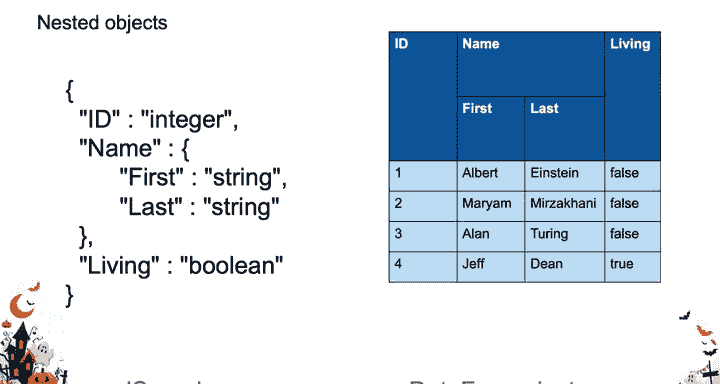 Nested objects
{
"ID" : "integer",
"Name" : {
"First" : "string",
"Last" : "string"
},
"Living" : "boolean"
}
ID Name Living
First Last
1 Albert Einstein false
2 Maryam Mirzakhani false
3 Alan Turing false
4 Jeff Dean true